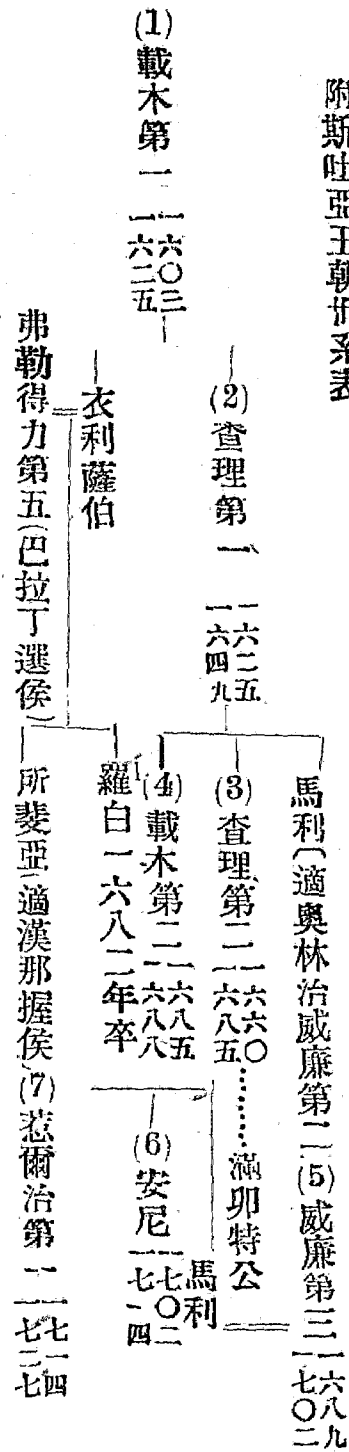 附斯吐亞王朝世系表
馬利〔適奧林治威廉第二 (5)威廉第三 一六八九 一七〇二
(2)查理第一 一六二五 一六四九
(3)查理第二 一六六〇 一六八五……滿卯特公
馬利
(1)載木第一 一六〇三 一六二五
(4)載木第二 一六八五 一六八八
(6)安尼 一七〇二 一七一四
衣利薩伯
羅白一六八二年卒
弗勒得力第五(巴拉丁選侯)
所斐亞(適漢那握侯 (7)惹爾治第一 一七一四 一七二七